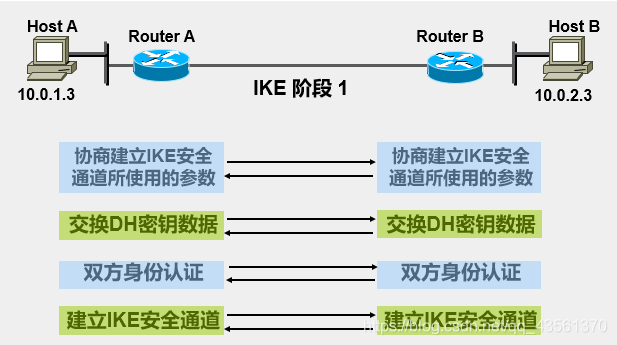 Host A
Host B
Router A
Router B
10.0.1.3
IKE 阶段 1
10.0.2.3
协商建立IKE安全
通道所使用的参数
协商建立IKE安全
通道所使用的参数
交换DH密钥数据
交换DH密钥数据
双方身份认证
双方身份认证
建立IKE安全通道
建立IKE安全通道
https://blog.csdn.net/qq_43561370